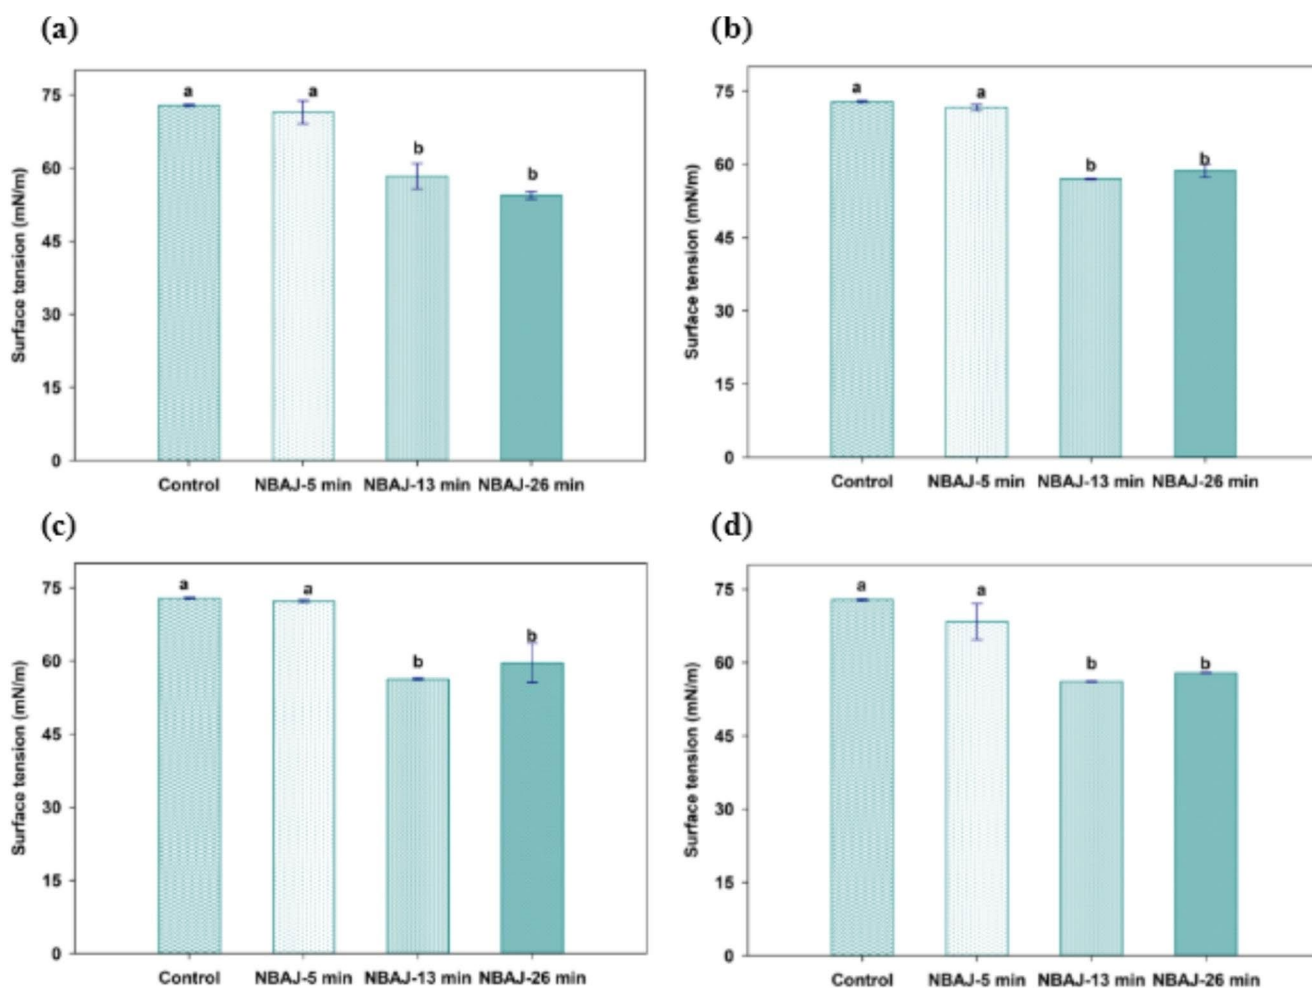 (a)
75
60
45
30
15
0
Surface tension (mN/m)
a
a
b
b
Control
NBAJ-5 min
NBAJ-13 min
NBAJ-26 min
(b)
75
60
45
30
15
0
Surface tension (mN/m)
a
a
b
b
Control
NBAJ-5 min
NBAJ-13 min
NBAJ-26 min
(c)
75
60
45
30
15
0
Surface tension (mN/m)
a
a
b
b
Control
NBAJ-5 min
NBAJ-13 min
NBAJ-26 min
(d)
75
60
45
30
15
0
Surface tension (mN/m)
a
a
b
b
Control
NBAJ-5 min
NBAJ-13 min
NBAJ-26 min